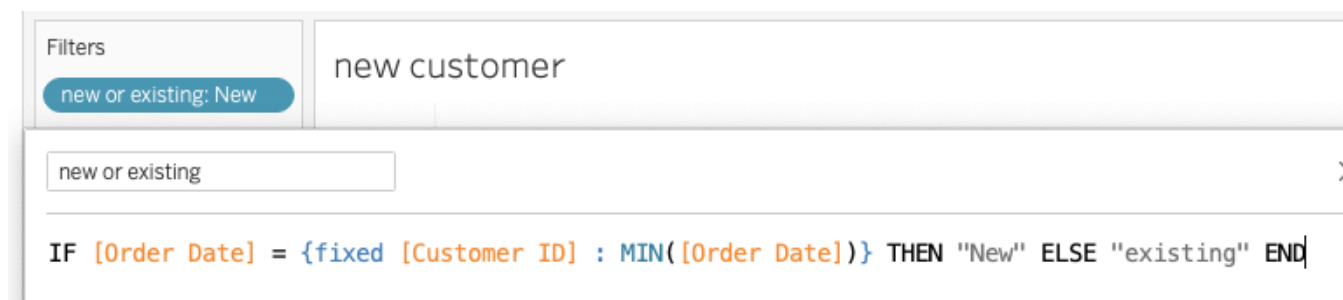 Filters
new customer
new or existing: New
new or existing
IF [Order Date] = {fixed [Customer ID] : MIN([Order Date])} THEN "New" ELSE "existing" END